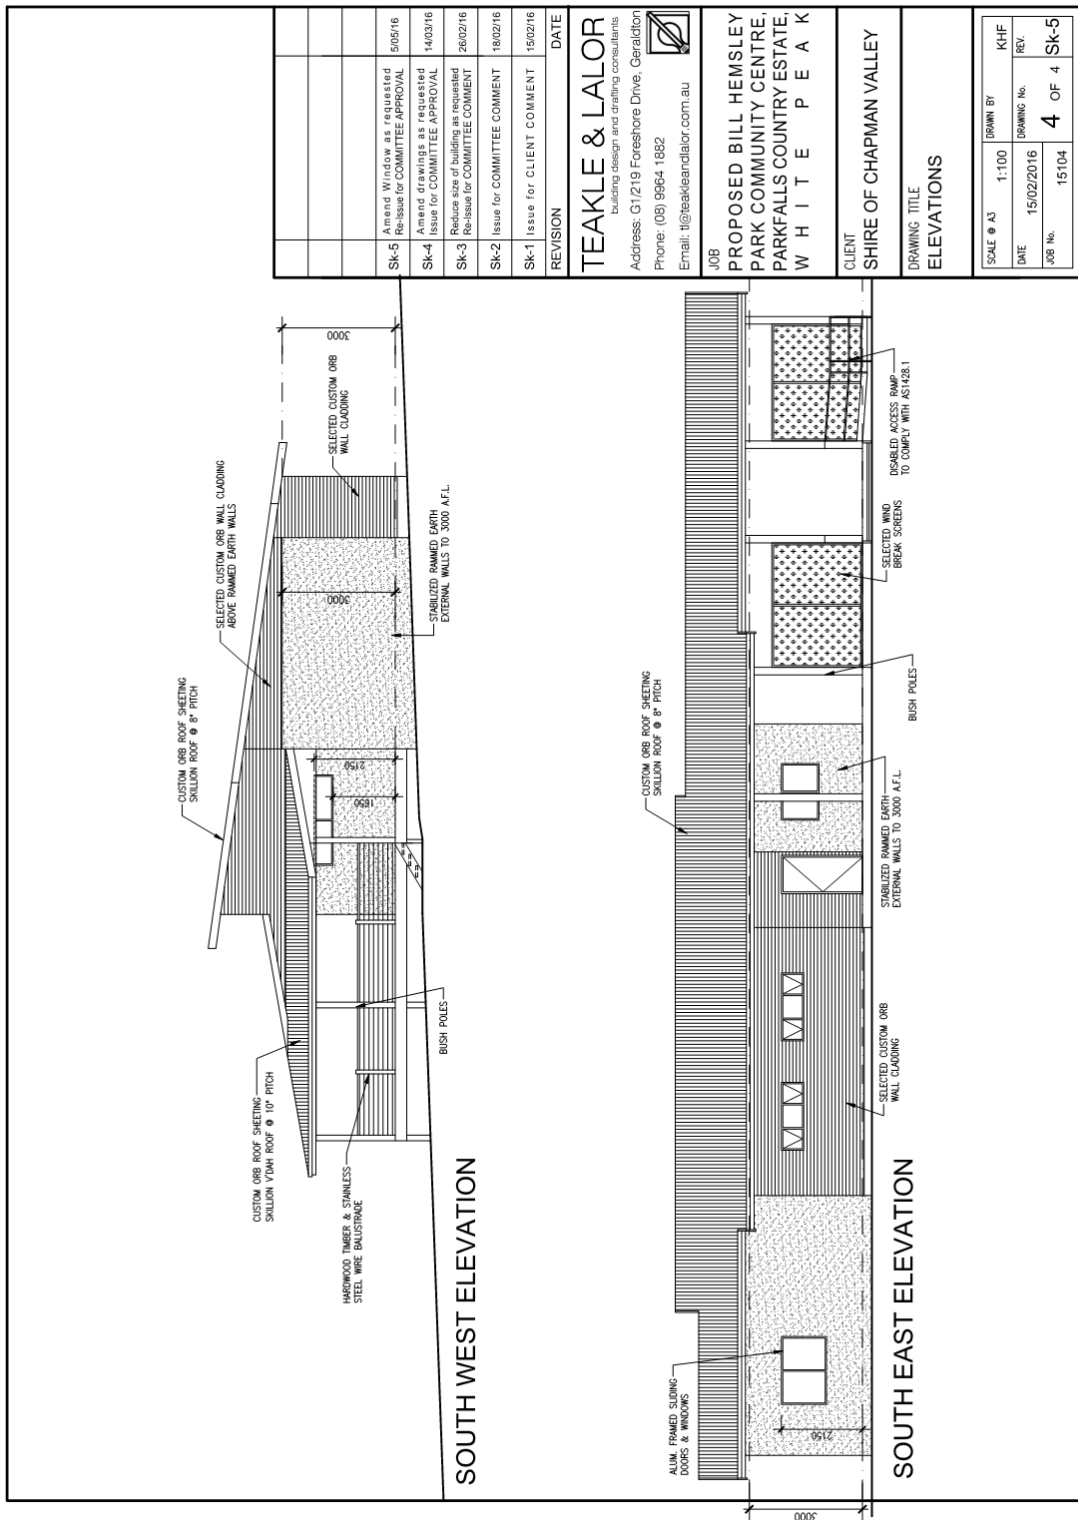 CUSTOM ORB ROOF SHEETING
SKILLION ROOF @ 8° PITCH
SELECTED CUSTOM ORB WALL CLADDING
ABOVE RAMMED EARTH WALLS
SELECTED CUSTOM ORB
WALL CLADDING
CUSTOM ORB ROOF SHEETING
SKILLION V'DAH ROOF @ 10° PITCH
HARDWOOD TIMBER & STAINLESS
STEEL WIRE BALUSTRADE
BUSH POLES
STABILIZED RAMMED EARTH
EXTERNAL WALLS TO 3000 A.F.L.
2150
1650
3000
3000
SOUTH WEST ELEVATION
ALUM. FRAMED SLIDING
DOORS & WINDOWS
CUSTOM ORB ROOF SHEETING
SKILLION ROOF @ 8° PITCH
3000
2150
SELECTED CUSTOM ORB
WALL CLADDING
STABILIZED RAMMED EARTH
EXTERNAL WALLS TO 3000 A.F.L.
BUSH POLES
SELECTED WIND
BREAK SCREENS
DISABLED ACCESS RAMP
TO COMPLY WITH AS1428.1
SOUTH EAST ELEVATION
Sk-5 Amend Window as requested 5/05/16
Re-Issue for COMMITTEE APPROVAL
Sk-4 Amend drawings as requested 14/03/16
Issue for COMMITTEE APPROVAL
Sk-3 Reduce size of building as requested 26/02/16
Re-Issue for COMMITTEE COMMENT
Sk-2 Issue for COMMITTEE COMMENT 18/02/16
Sk-1 Issue for CLIENT COMMENT 15/02/16
REVISION DATE
TEAKLE & LALOR
building design and drafting consultants
Address: G1/219 Foreshore Drive, Geraldton
Phone: (08) 9964 1882
Email: tl@teakleandlalor.com.au
JOB
PROPOSED BILL HEMSLEY
PARK COMMUNITY CENTRE,
PARKFALLS COUNTRY ESTATE,
WHITE PEAK
CLIENT
SHIRE OF CHAPMAN VALLEY
DRAWING TITLE
ELEVATIONS
SCALE @ A3 1:100 DRAWN BY KHF
DATE 15/02/2016 DRAWING No. REV.
JOB No. 15104 4 OF 4 Sk-5